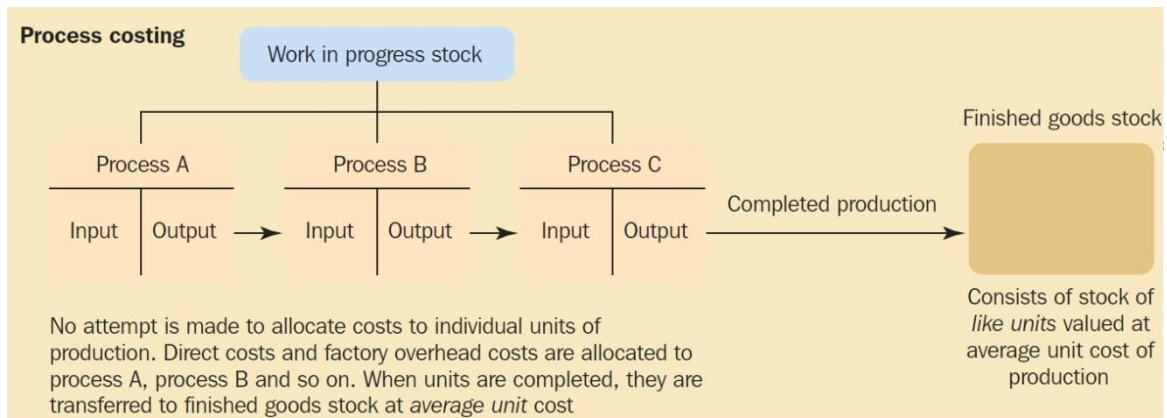 Process costing
Work in progress stock
Process A
Input
Output
Process B
Input
Output
Process C
Input
Output
Completed production
Finished goods stock
Consists of stock of
like units valued at
average unit cost of
production
No attempt is made to allocate costs to individual units of
production. Direct costs and factory overhead costs are allocated to
process A, process B and so on. When units are completed, they are
transferred to finished goods stock at average unit cost